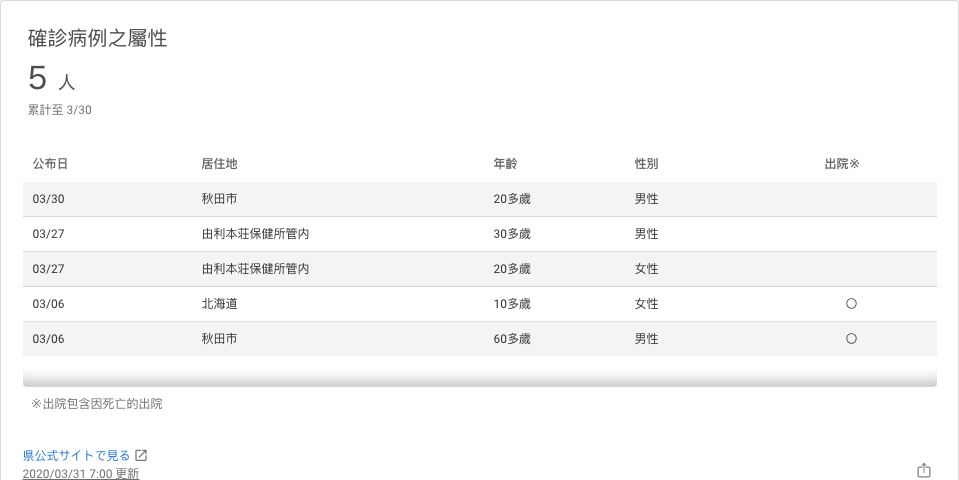 確診病例之屬性
5 人
累計至 3/30
公布日 居住地 年齡 性別 出院※
03/30 秋田市 20多歲 男性
03/27 由利本荘保健所管内 30多歲 男性
03/27 由利本荘保健所管内 20多歲 女性
03/06 北海道 10多歲 女性 ○
03/06 秋田市 60多歲 男性 ○
※出院包含因死亡的出院
県公式サイトで見る
2020/03/31 7:00 更新